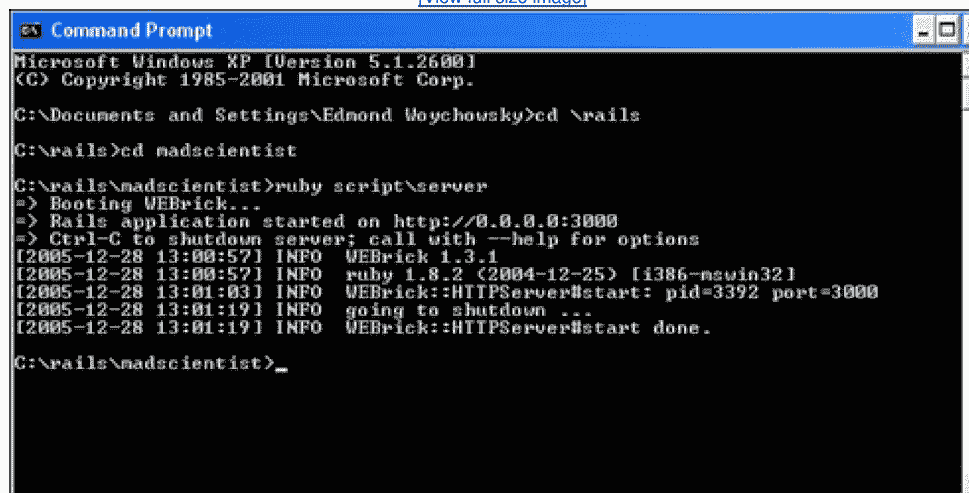 [View full size image]
Command Prompt
Microsoft Windows XP [Version 5.1.2600]
(C) Copyright 1985-2001 Microsoft Corp.
C:\Documents and Settings\Edmond Woychowsky>cd \rails
C:\rails>cd madscientist
C:\rails\madscientist>ruby script\server
=> Booting WEBrick...
=> Rails application started on http://0.0.0.0:3000
=> Ctrl-C to shutdown server; call with --help for options
[2005-12-28 13:00:57] INFO  WEBrick 1.3.1
[2005-12-28 13:00:57] INFO  ruby 1.8.2 (2004-12-25) [i386-mswin32]
[2005-12-28 13:01:03] INFO  WEBrick::HTTPServer#start: pid=3392 port=3000
[2005-12-28 13:01:19] INFO  going to shutdown ...
[2005-12-28 13:01:19] INFO  WEBrick::HTTPServer#start done.
C:\rails\madscientist>_